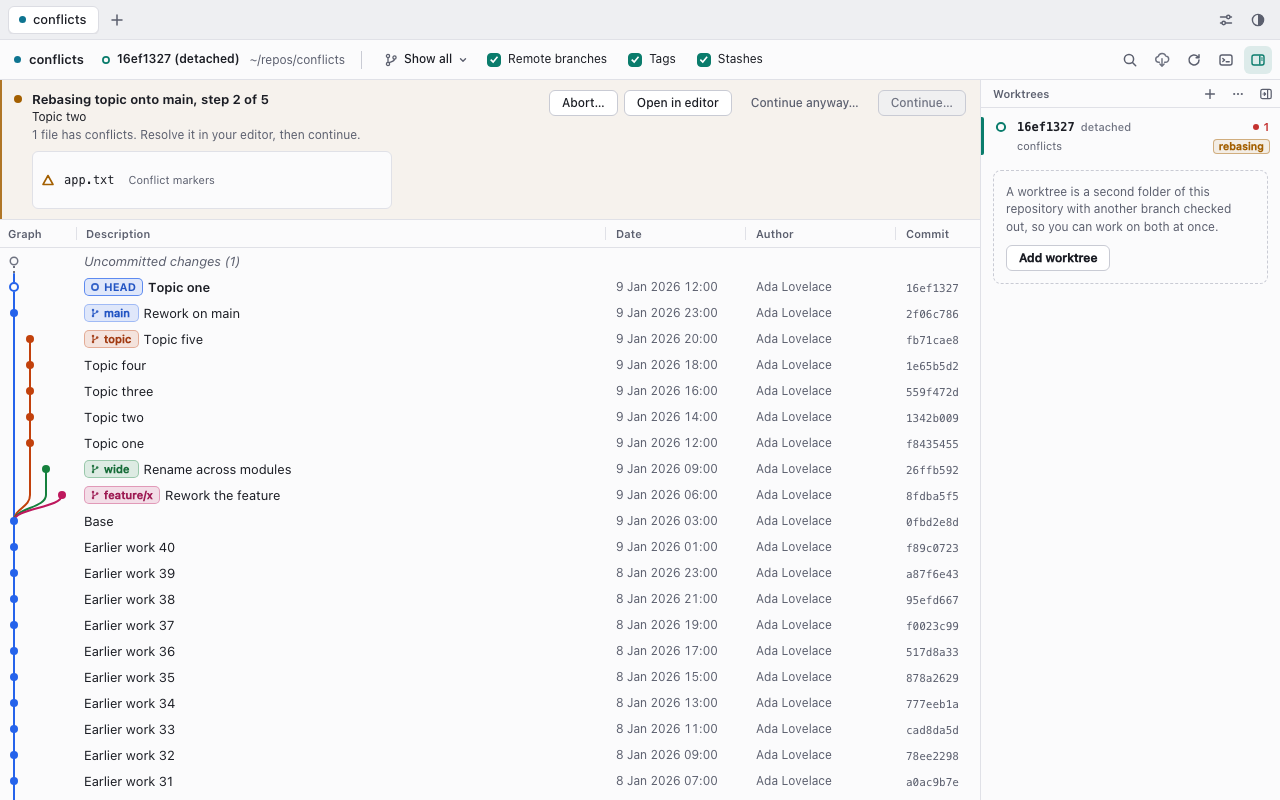 conflicts
conflicts 16ef1327 (detached) ~/repos/conflicts Show all Remote branches Tags Stashes
Rebasing topic onto main, step 2 of 5
Topic two
1 file has conflicts. Resolve it in your editor, then continue.
Abort... Open in editor Continue anyway... Continue...
app.txt Conflict markers
Graph Description Date Author Commit
Uncommitted changes (1)
HEAD Topic one 9 Jan 2026 12:00 Ada Lovelace 16ef1327
main Rework on main 9 Jan 2026 23:00 Ada Lovelace 2f06c786
topic Topic five 9 Jan 2026 20:00 Ada Lovelace fb71cae8
Topic four 9 Jan 2026 18:00 Ada Lovelace 1e65b5d2
Topic three 9 Jan 2026 16:00 Ada Lovelace 559f472d
Topic two 9 Jan 2026 14:00 Ada Lovelace 1342b009
Topic one 9 Jan 2026 12:00 Ada Lovelace f8435455
wide Rename across modules 9 Jan 2026 09:00 Ada Lovelace 26ffb592
feature/x Rework the feature 9 Jan 2026 06:00 Ada Lovelace 8fdba5f5
Base 9 Jan 2026 03:00 Ada Lovelace 0fbd2e8d
Earlier work 40 9 Jan 2026 01:00 Ada Lovelace f89c0723
Earlier work 39 8 Jan 2026 23:00 Ada Lovelace a87f6e43
Earlier work 38 8 Jan 2026 21:00 Ada Lovelace 95efd667
Earlier work 37 8 Jan 2026 19:00 Ada Lovelace f0023c99
Earlier work 36 8 Jan 2026 17:00 Ada Lovelace 517d8a33
Earlier work 35 8 Jan 2026 15:00 Ada Lovelace 878a2629
Earlier work 34 8 Jan 2026 13:00 Ada Lovelace 777eeb1a
Earlier work 33 8 Jan 2026 11:00 Ada Lovelace cad8da5d
Earlier work 32 8 Jan 2026 09:00 Ada Lovelace 78ee2298
Earlier work 31 8 Jan 2026 07:00 Ada Lovelace a0ac9b7e
Worktrees
16ef1327 detached 1
conflicts rebasing
A worktree is a second folder of this
repository with another branch checked
out, so you can work on both at once.
Add worktree